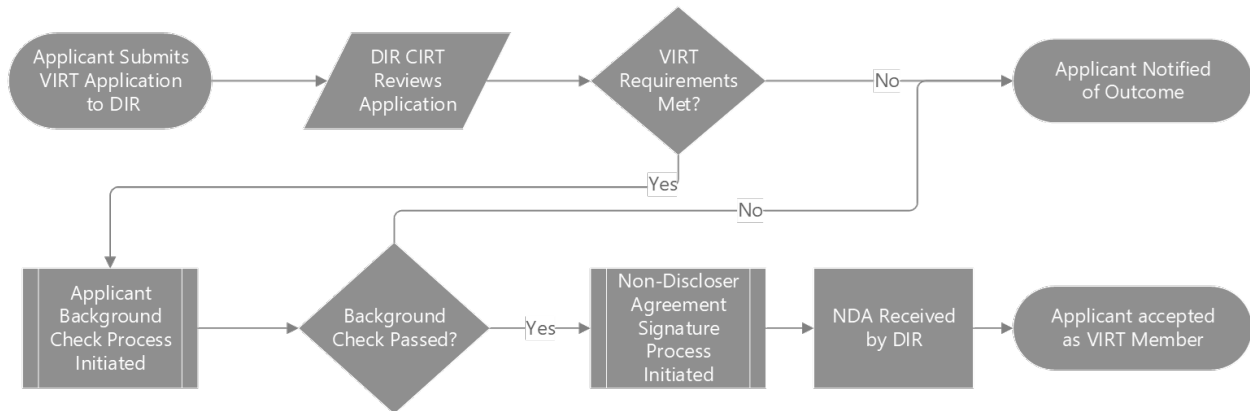 Applicant Submits
VIRT Application
to DIR
DIR CIRT
Reviews
Application
VIRT
Requirements
Met?
No
Applicant Notified
of Outcome
Yes
No
Applicant
Background
Check Process
Initiated
Background
Check Passed?
Yes
Non-Discloser
Agreement
Signature
Process
Initiated
NDA Received
by DIR
Applicant accepted
as VIRT Member